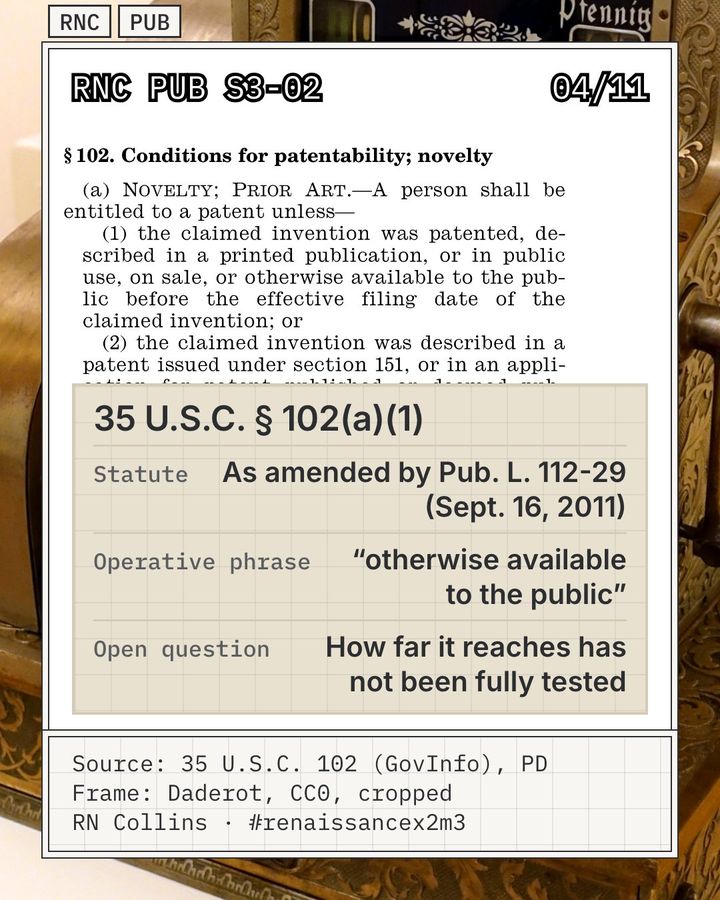 Pfennig
RNC PUB
RNC PUB S3-02 04/11
§ 102. Conditions for patentability; novelty
(a) NOVELTY; PRIOR ART.—A person shall be
entitled to a patent unless—
(1) the claimed invention was patented, de-
scribed in a printed publication, or in public
use, on sale, or otherwise available to the pub-
lic before the effective filing date of the
claimed invention; or
(2) the claimed invention was described in a
patent issued under section 151, or in an appli-
35 U.S.C. § 102(a)(1)
Statute As amended by Pub. L. 112-29
(Sept. 16, 2011)
Operative phrase “otherwise available
to the public”
Open question How far it reaches has
not been fully tested
Source: 35 U.S.C. 102 (GovInfo), PD
Frame: Daderot, CC0, cropped
RN Collins · #renaissancex2m3